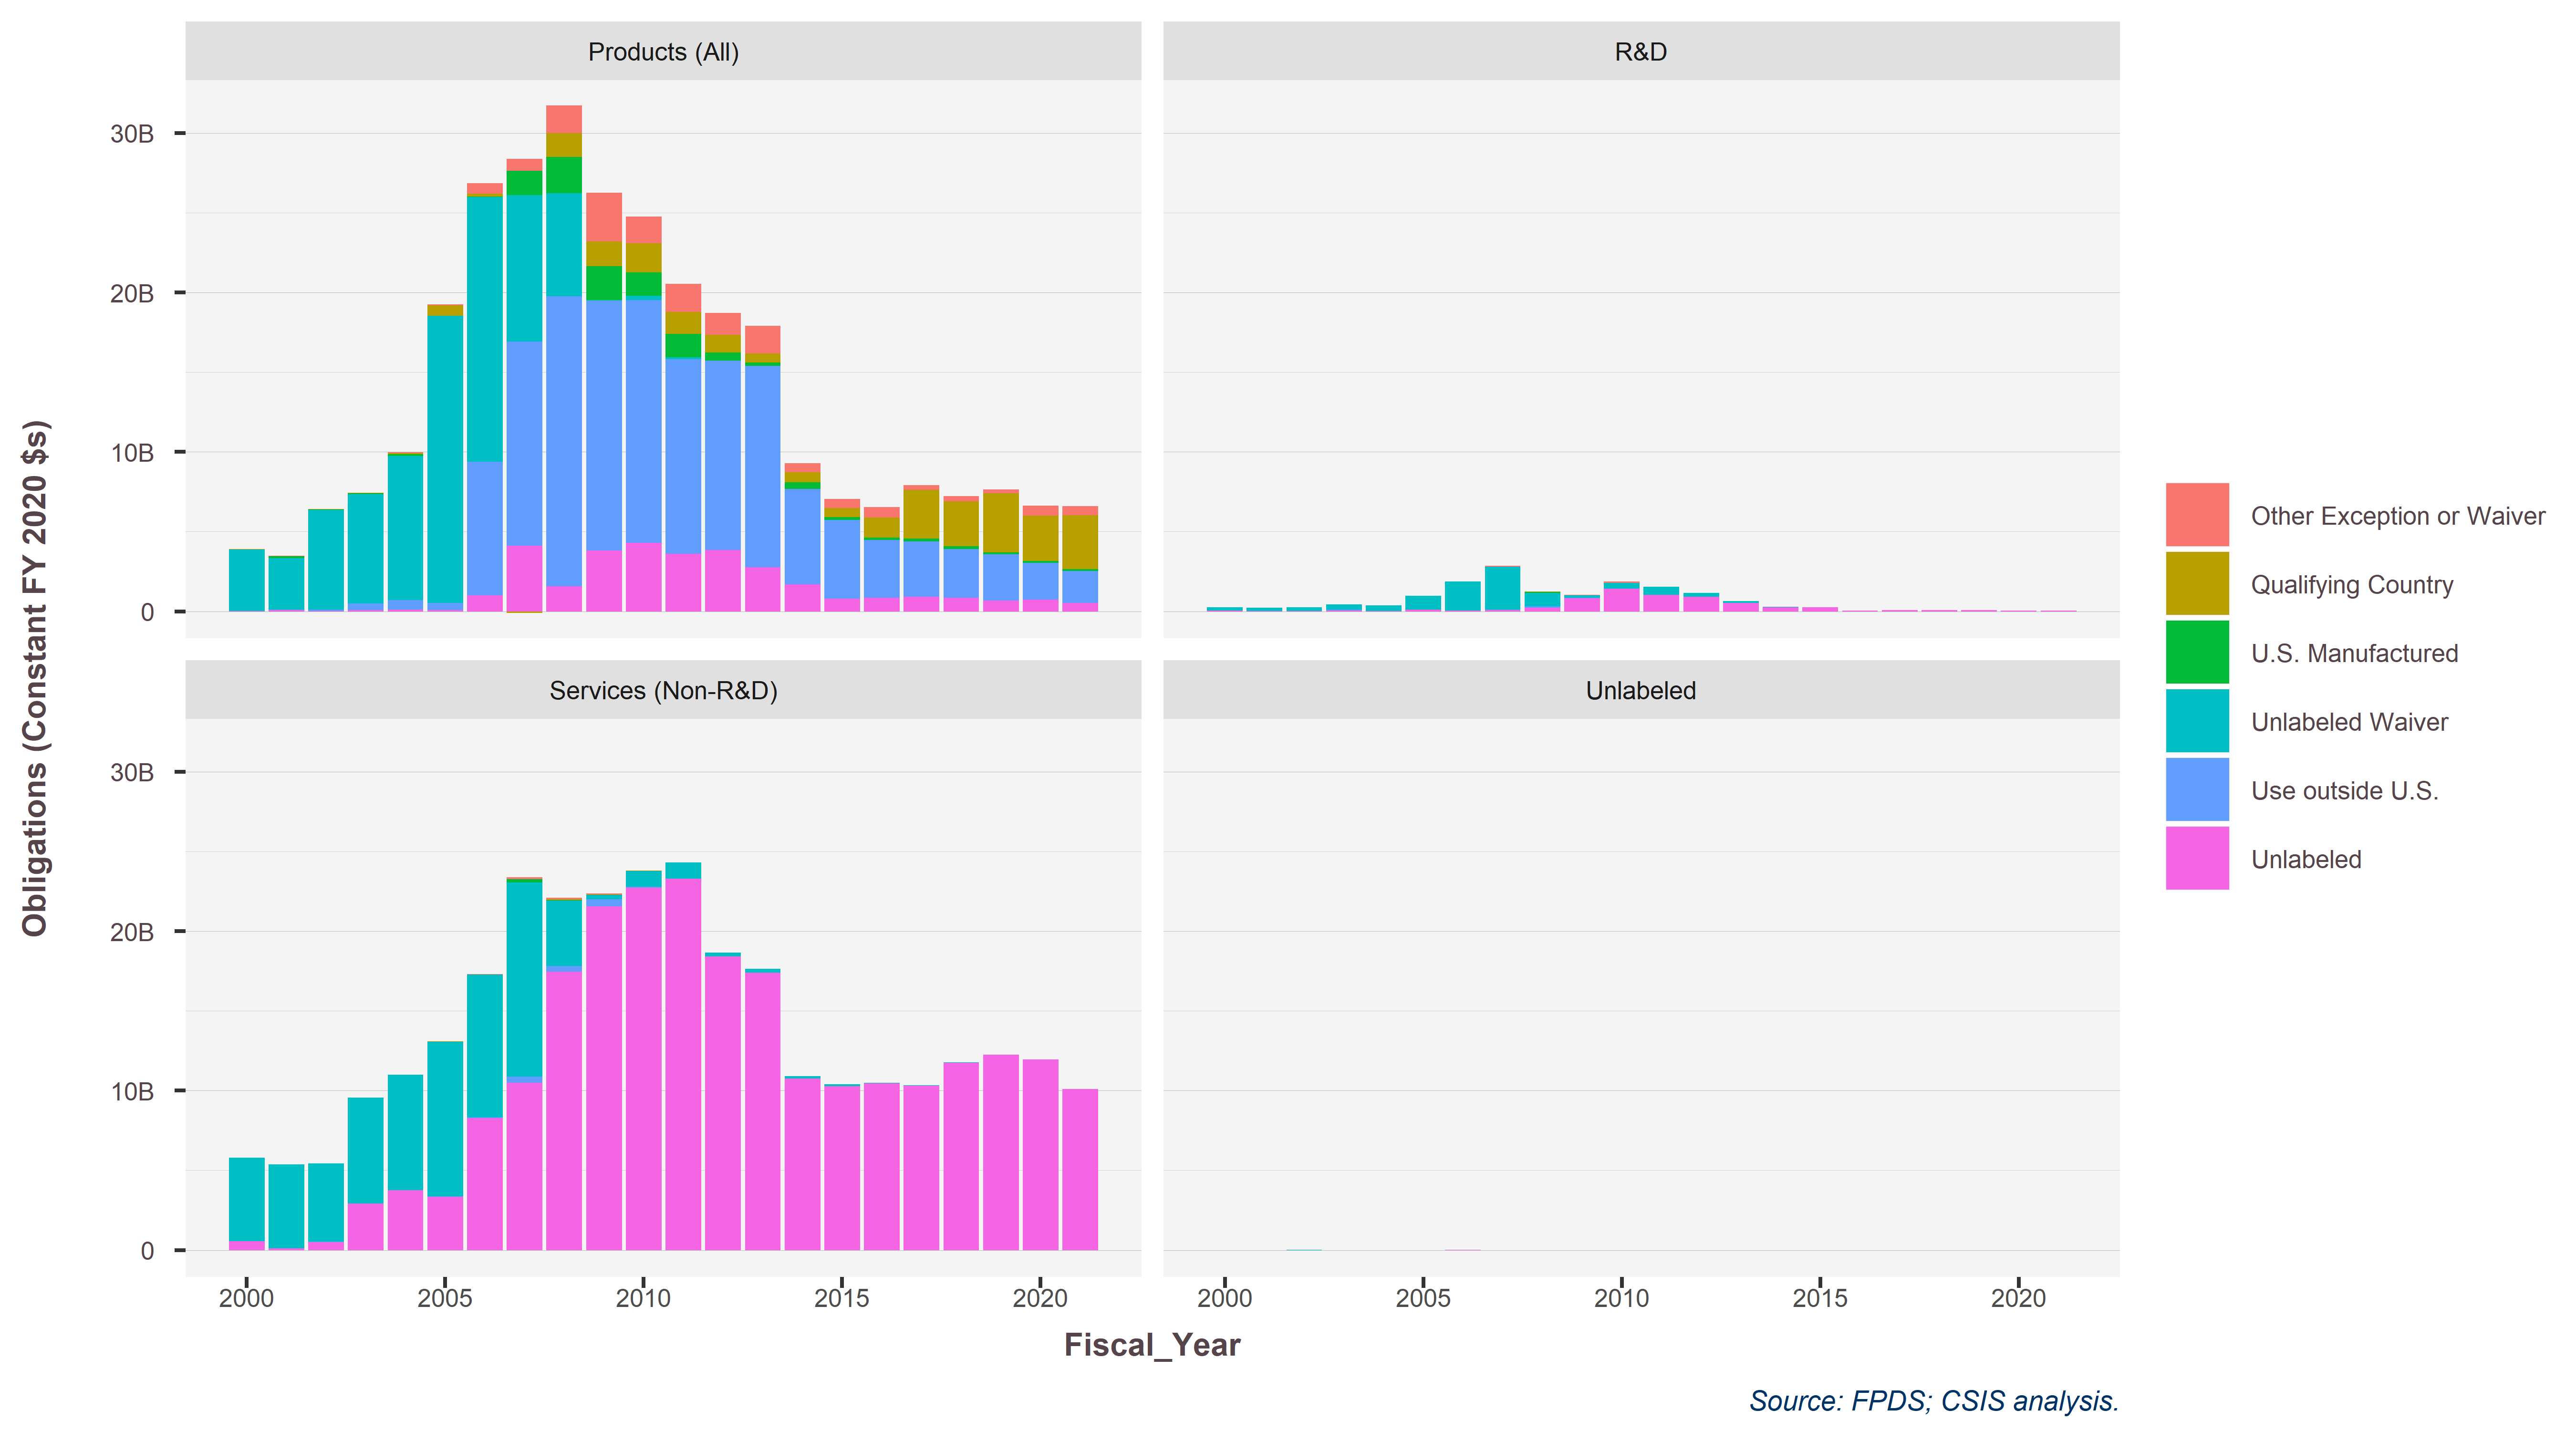 Products (All)
R&D
30B
20B
10B
0
Services (Non-R&D)
Unlabeled
30B
20B
10B
0
2000
2005
2010
2015
2020
2000
2005
2010
2015
2020
Fiscal_Year
Obligations (Constant FY 2020 $s)
Other Exception or Waiver
Qualifying Country
U.S. Manufactured
Unlabeled Waiver
Use outside U.S.
Unlabeled
Source: FPDS; CSIS analysis.